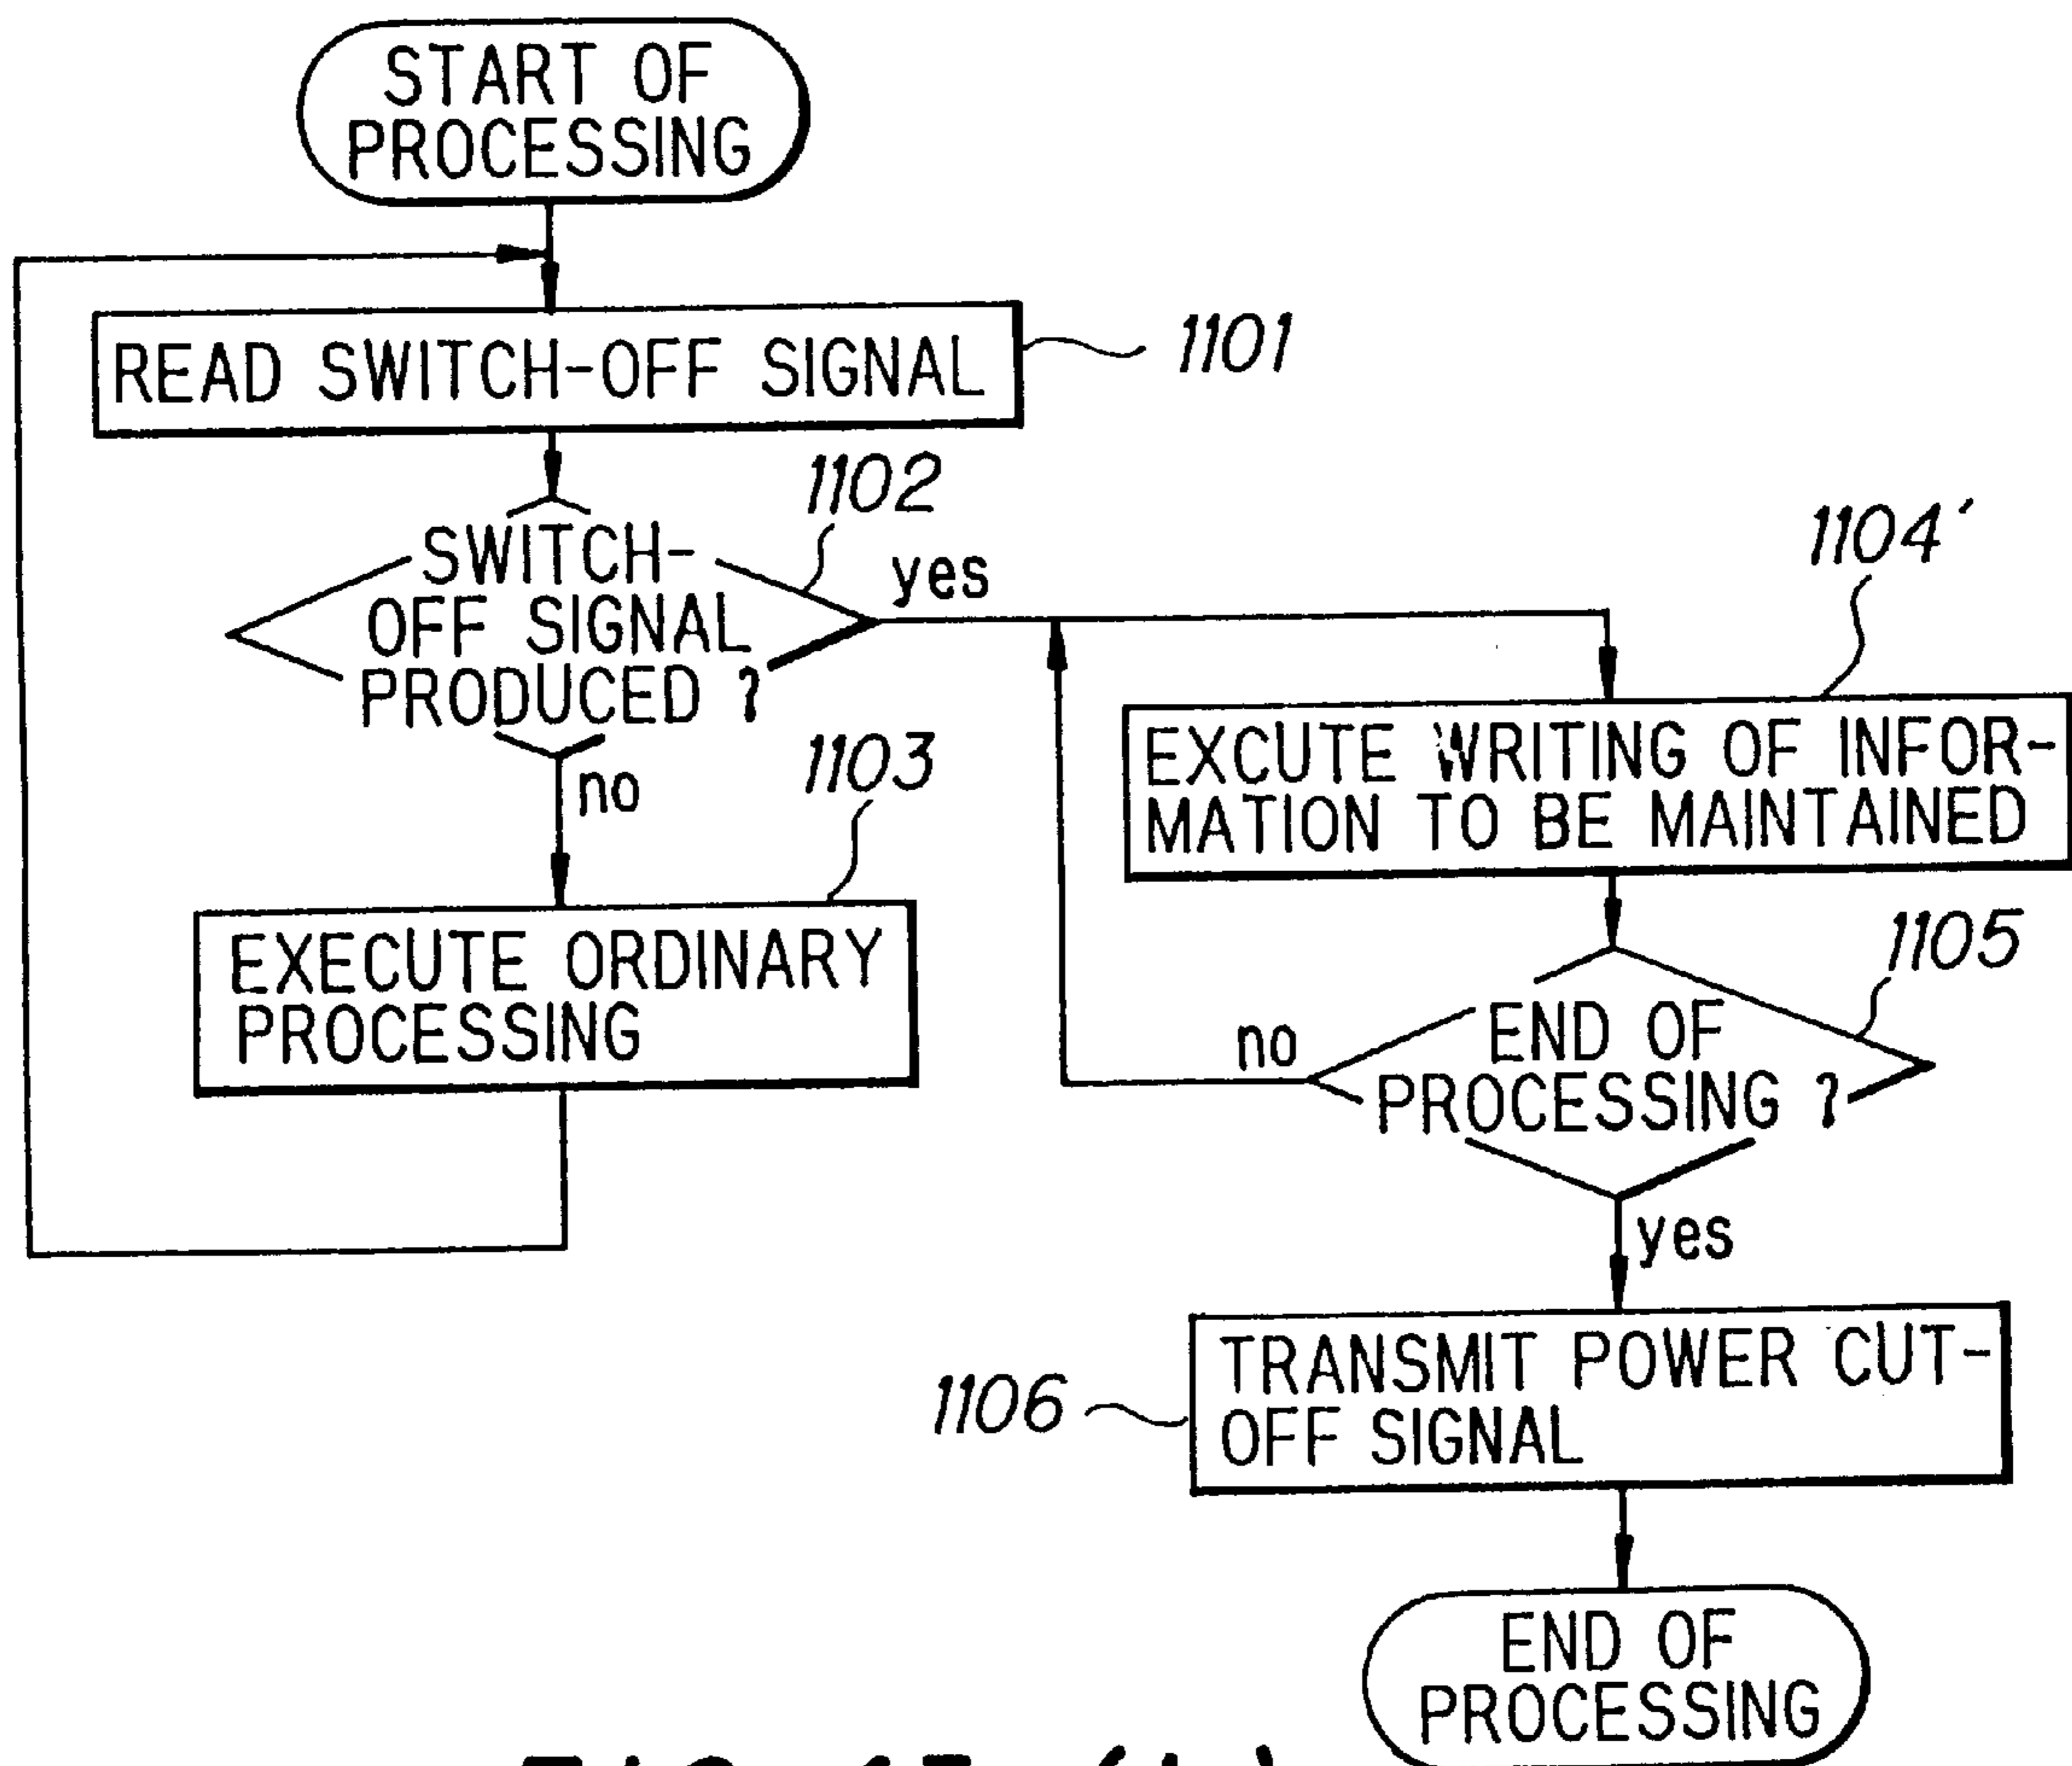 START OF
PROCESSING
READ SWITCH-OFF SIGNAL
1101
1102
SWITCH-
OFF SIGNAL
PRODUCED ?
yes
no
1103
EXECUTE ORDINARY
PROCESSING
1104'
EXCUTE WRITING OF INFOR-
MATION TO BE MAINTAINED
1105
END OF
PROCESSING ?
no
yes
1106
TRANSMIT POWER CUT-
OFF SIGNAL
END OF
PROCESSING